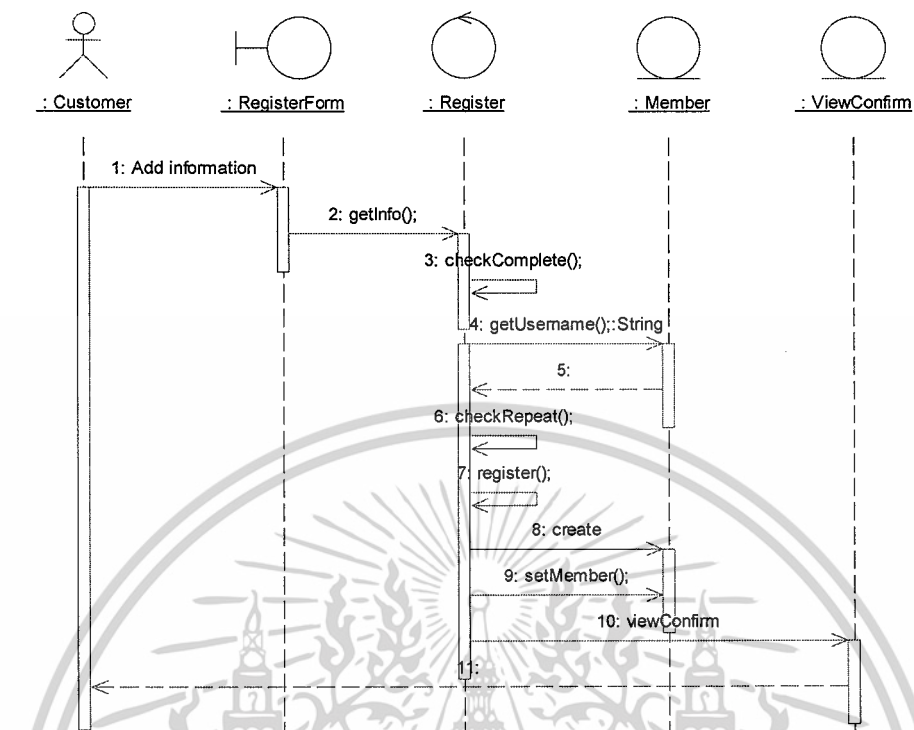 : Customer
: RegisterForm
: Register
: Member
: ViewConfirm
1: Add information
2: getInfo();
3: checkComplete();
4: getUsername();:String
5:
6: checkRepeat();
7: register();
8: create
9: setMember();
10: viewConfirm
11: